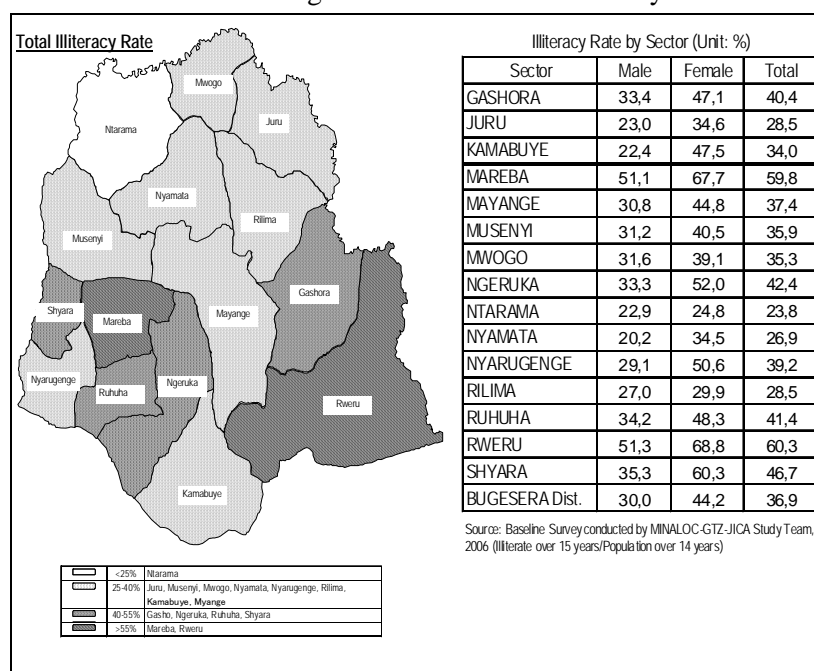 Total Illiteracy Rate
Mwogo
Ntarama
Juru
Nyamata
Rilima
Musenyi
Gashora
Shyara
Mareba
Mayange
Nyarugenge
Ngeruka
Ruhuha
Rweru
Kamabuye
<25% Ntarama
25-40% Juru, Musenyi, Mwogo, Nyamata, Nyarugenge, Rilima,
Kamabuye, Myange
40-55% Gasho, Ngeruka, Ruhuha, Shyara
>55% Mareba, Rweru
Illiteracy Rate by Sector (Unit: %)
Sector Male Female Total
GASHORA 33,4 47,1 40,4
JURU 23,0 34,6 28,5
KAMABUYE 22,4 47,5 34,0
MAREBA 51,1 67,7 59,8
MAYANGE 30,8 44,8 37,4
MUSENYI 31,2 40,5 35,9
MWOGO 31,6 39,1 35,3
NGERUKA 33,3 52,0 42,4
NTARAMA 22,9 24,8 23,8
NYAMATA 20,2 34,5 26,9
NYARUGENGE 29,1 50,6 39,2
RILIMA 27,0 29,9 28,5
RUHUHA 34,2 48,3 41,4
RWERU 51,3 68,8 60,3
SHYARA 35,3 60,3 46,7
BUGESERA Dist. 30,0 44,2 36,9
Source: Baseline Survey conducted by MINALOC-GTZ-JICA Study Team,
2006 (Illiterate over 15 years/Population over 14 years)